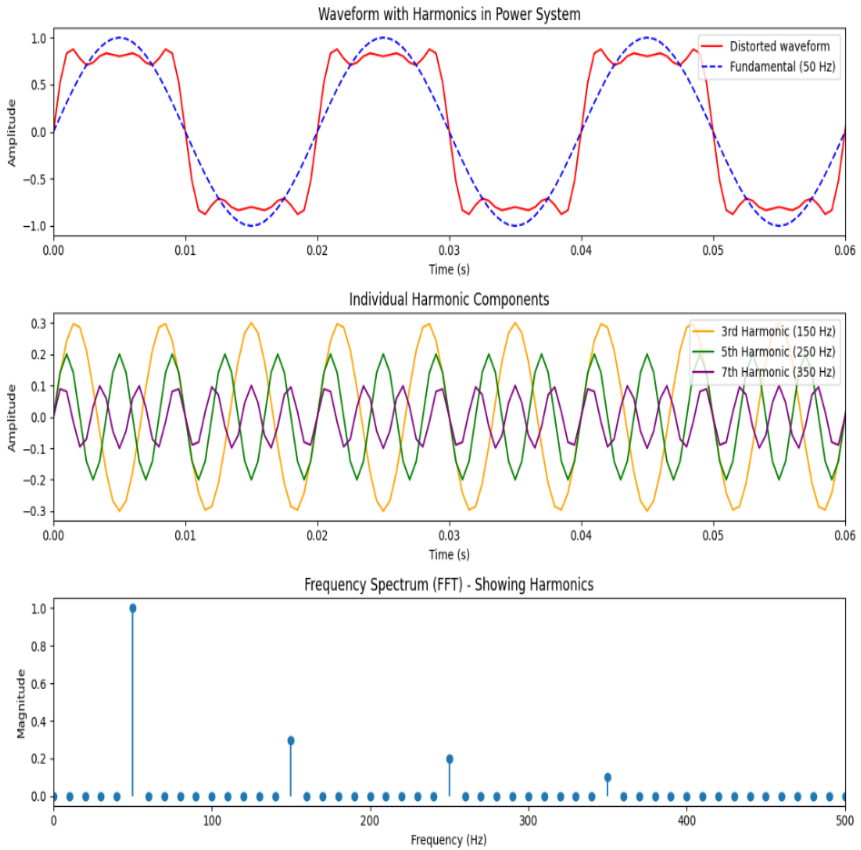 Waveform with Harmonics in Power System
Distorted waveform
Fundamental (50 Hz)
Amplitude
1.0
0.5
0.0
−0.5
−1.0
0.00 0.01 0.02 0.03 0.04 0.05 0.06
Time (s)
Individual Harmonic Components
3rd Harmonic (150 Hz)
5th Harmonic (250 Hz)
7th Harmonic (350 Hz)
Amplitude
0.3
0.2
0.1
0.0
−0.1
−0.2
−0.3
0.00 0.01 0.02 0.03 0.04 0.05 0.06
Time (s)
Frequency Spectrum (FFT) - Showing Harmonics
Magnitude
1.0
0.8
0.6
0.4
0.2
0.0
0 100 200 300 400 500
Frequency (Hz)